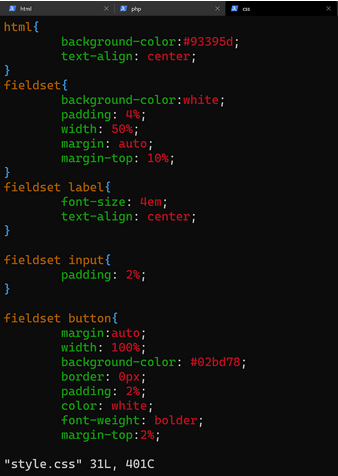 html
php
css
html{
background-color:#93395d;
text-align: center;
}
fieldset{
background-color:white;
padding: 4%;
width: 50%;
margin: auto;
margin-top: 10%;
}
fieldset label{
font-size: 4em;
text-align: center;
}
fieldset input{
padding: 2%;
}
fieldset button{
margin:auto;
width: 100%;
background-color: #02bd78;
border: 0px;
padding: 2%;
color: white;
font-weight: bolder;
margin-top:2%;
"style.css" 31L, 401C